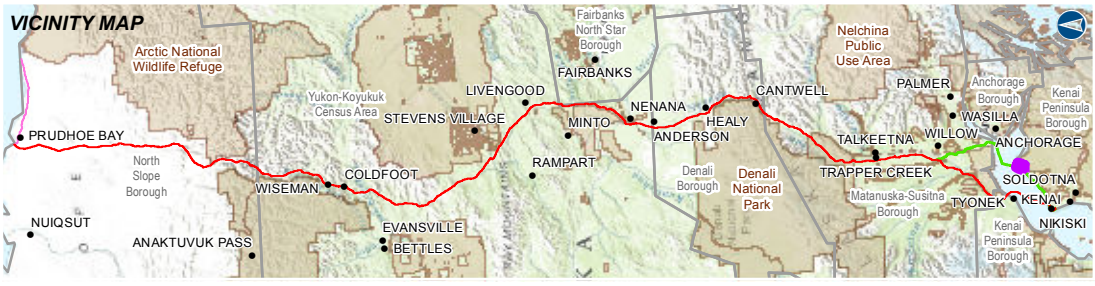 VICINITY MAP
Arctic National
Wildlife Refuge
Fairbanks
North Star
Borough
FAIRBANKS
Nelchina
Public
Use Area
PALMER
Anchorage
Borough
Kenai
Peninsula
Borough
Yukon-Koyukuk
Census Area
LIVENGOOD
STEVENS VILLAGE
MINTO
NENANA
ANDERSON
HEALY
CANTWELL
WASILLA
WILLOW
TALKEETNA
ANCHORAGE
PRUDHOE BAY
North
Slope
Borough
WISEMAN
COLDFOOT
RAMPART
Denali
Borough
Denali
National
Park
TRAPPER CREEK
Matanuska-Susitna
Borough
SOLDOTNA
TYONEK
KENAI
NIKISKI
NUIQSUT
ANAKTUVUK PASS
EVANSVILLE
BETTLES
Kenai
Peninsula
Borough